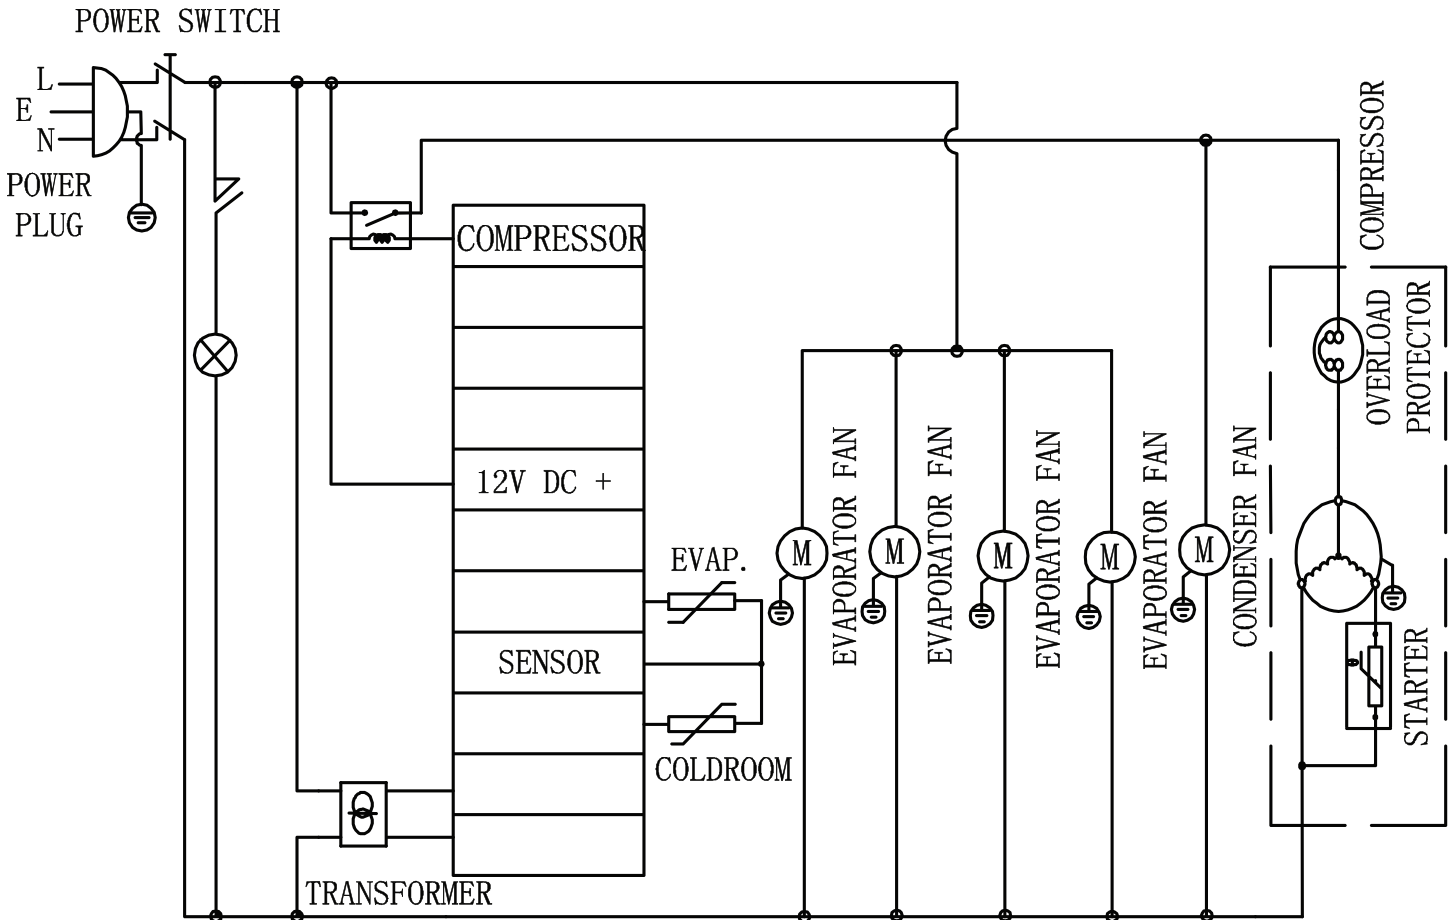 POWER SWITCH
L
E
N
POWER
PLUG
COMPRESSOR
12V DC +
SENSOR
EVAP.
COLDROOM
TRANSFORMER
M
EVAPORATOR FAN
M
EVAPORATOR FAN
M
EVAPORATOR FAN
M
EVAPORATOR FAN
M
CONDENSER FAN
COMPRESSOR
OVERLOAD
PROTECTOR
STARTER